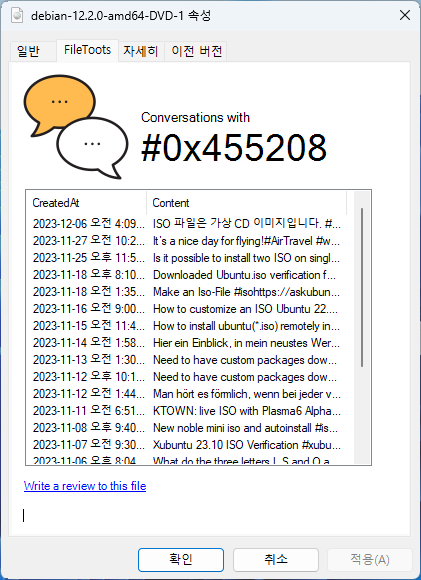 debian-12.2.0-amd64-DVD-1 속성
일반 FileToots 자세히 이전 버전
Conversations with
#0x455208
CreatedAt Content
2023-12-06 오전 4:09... ISO 파일은 가상 CD 이미지입니다. #...
2023-11-27 오전 10:2... It's a nice day for flying!#AirTravel #w...
2023-11-25 오후 11:5... Is it possible to install two ISO on singl...
2023-11-18 오후 8:10... Downloaded Ubuntu.iso verification f...
2023-11-18 오후 1:35... Make an Iso-File #isohttps://askubun...
2023-11-16 오전 9:00... How to customize an ISO Ubuntu 22....
2023-11-15 오전 11:4... How to install ubuntu(*.iso) remotely in...
2023-11-14 오전 1:58... Hier ein Einblick, in mein neustes Wer...
2023-11-13 오전 1:30... Need to have custom packages dow...
2023-11-12 오후 10:1... Need to have custom packages dow...
2023-11-12 오전 1:44... Man hört es förmlich, wenn bei jeder v...
2023-11-11 오전 6:51... KTOWN: live ISO with Plasma6 Alpha...
2023-11-08 오후 9:40... New noble mini iso and autoinstall #is...
2023-11-07 오전 9:30... Xubuntu 23.10 ISO Verification #xubu...
2023-11-06 오후 8:04... What do the three letters I, S and O a...
Write a review to this file
확인 취소 적용(A)